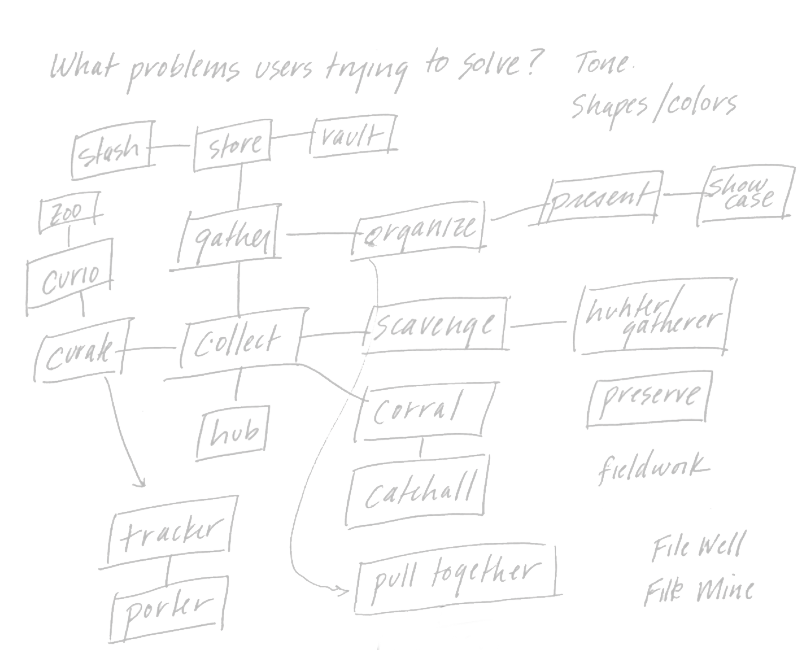 What problems users trying to solve?
Tone.
Shapes/colors
stash
store
vault
zoo
gather
organize
present
show
case
curio
collect
scavenge
hunter/
gatherer
curate
hub
corral
preserve
catchall
fieldwork
tracker
pull together
File Well
porter
File Mine